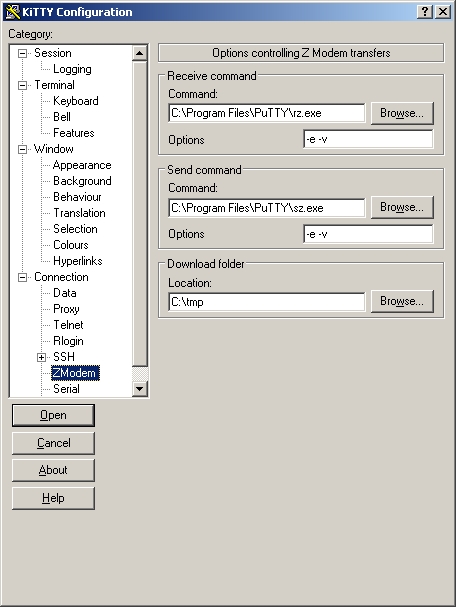 KiTTY Configuration
Category:
Session
Logging
Terminal
Keyboard
Bell
Features
Window
Appearance
Background
Behaviour
Translation
Selection
Colours
Hyperlinks
Connection
Data
Proxy
Telnet
Rlogin
SSH
ZModem
Serial
Open
Cancel
About
Help
Options controlling Z Modem transfers
Receive command
Command:
C:\Program Files\PuTTY\rz.exe Browse...
Options -e -v
Send command
Command:
C:\Program Files\PuTTY\sz.exe Browse...
Options -e -v
Download folder
Location:
C:\tmp Browse...